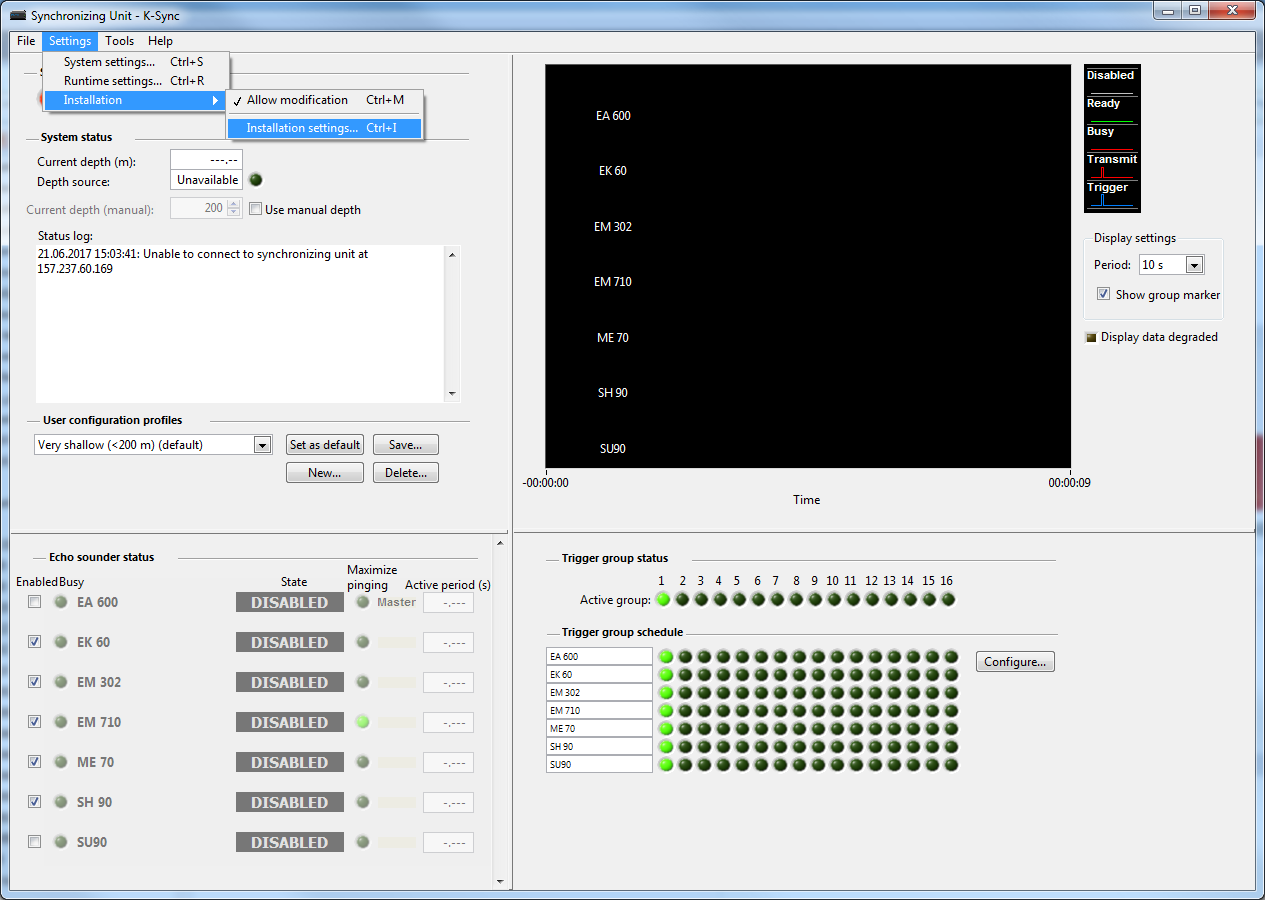 Synchronizing Unit - K-Sync
File Settings Tools Help
System settings... Ctrl+S
Runtime settings... Ctrl+R
Installation
Allow modification Ctrl+M
Installation settings... Ctrl+I
System status
Current depth (m): ---.--
Depth source: Unavailable
Current depth (manual): 200 Use manual depth
Status log:
21.06.2017 15:03:41: Unable to connect to synchronizing unit at
157.237.60.169
User configuration profiles
Very shallow (<200 m) (default) Set as default Save...
New... Delete...
EA 600
EK 60
EM 302
EM 710
ME 70
SH 90
SU90
-00:00:00 00:00:09
Time
Disabled
Ready
Busy
Transmit
Trigger
Display settings
Period: 10 s
Show group marker
Display data degraded
Echo sounder status
Enabled Busy State Maximize pinging Active period (s)
EA 600 DISABLED Master -.---
EK 60 DISABLED -.---
EM 302 DISABLED -.---
EM 710 DISABLED -.---
ME 70 DISABLED -.---
SH 90 DISABLED -.---
SU90 DISABLED -.---
Trigger group status
1 2 3 4 5 6 7 8 9 10 11 12 13 14 15 16
Active group:
Trigger group schedule
EA 600
EK 60
EM 302
EM 710
ME 70
SH 90
SU90
Configure...